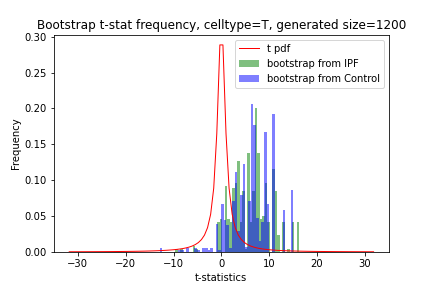 Bootstrap t-stat frequency, celltype=T, generated size=1200
t pdf
bootstrap from IPF
bootstrap from Control
Frequency
0.30
0.25
0.20
0.15
0.10
0.05
0.00
−30 −20 −10 0 10 20 30
t-statistics